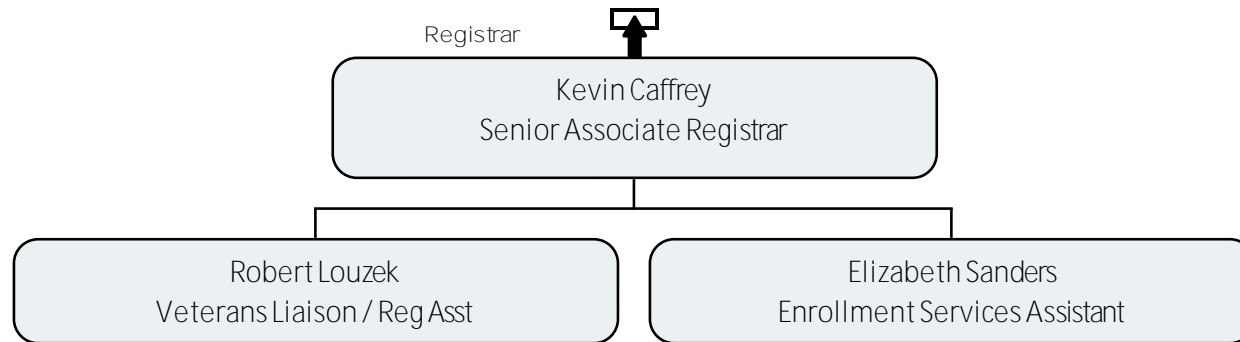 Registrar
Kevin Caffrey
Senior Associate Registrar
Robert Louzek
Veterans Liaison / Reg Asst
Elizabeth Sanders
Enrollment Services Assistant